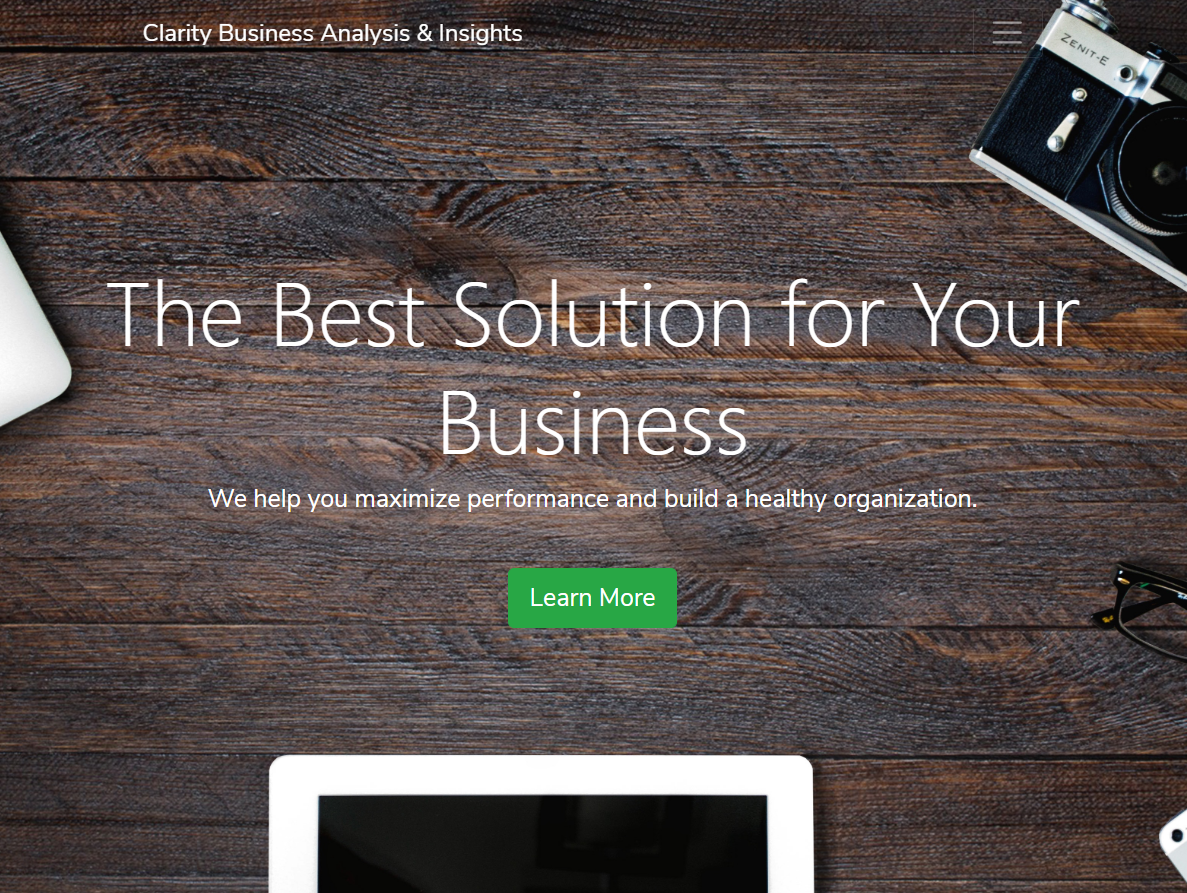 Clarity Business Analysis & Insights
ZENIT-E
The Best Solution for Your
Business
We help you maximize performance and build a healthy organization.
Learn More